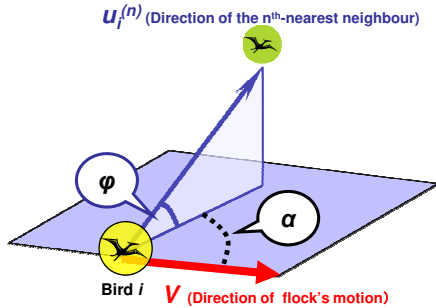 u_i^(n) (Direction of the nth-nearest neighbour)
φ
α
Bird i
V (Direction of flock's motion)